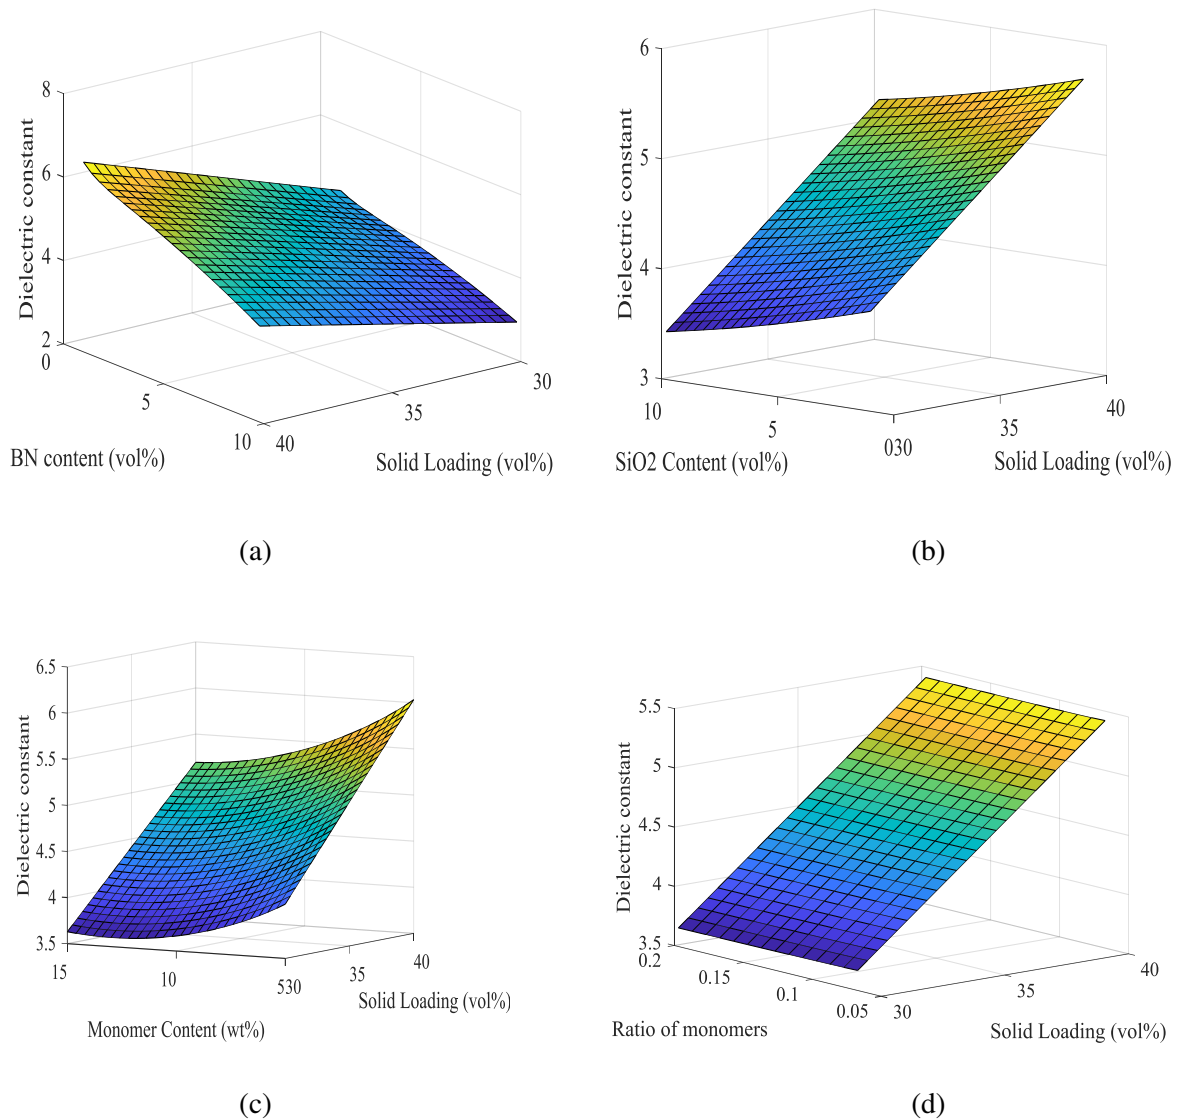 8
6
4
2
0
5
10
40
35
30
Dielectric constant
BN content (vol%)
Solid Loading (vol%)
(a)
6
5
4
3
10
5
030
35
40
Dielectric constant
SiO2 Content (vol%)
Solid Loading (vol%)
(b)
6.5
6
5.5
5
4.5
4
3.5
15
10
530
35
40
Dielectric constant
Monomer Content (wt%)
Solid Loading (vol%)
(c)
5.5
5
4.5
4
3.5
0.2
0.15
0.1
0.05
30
35
40
Dielectric constant
Ratio of monomers
Solid Loading (vol%)
(d)